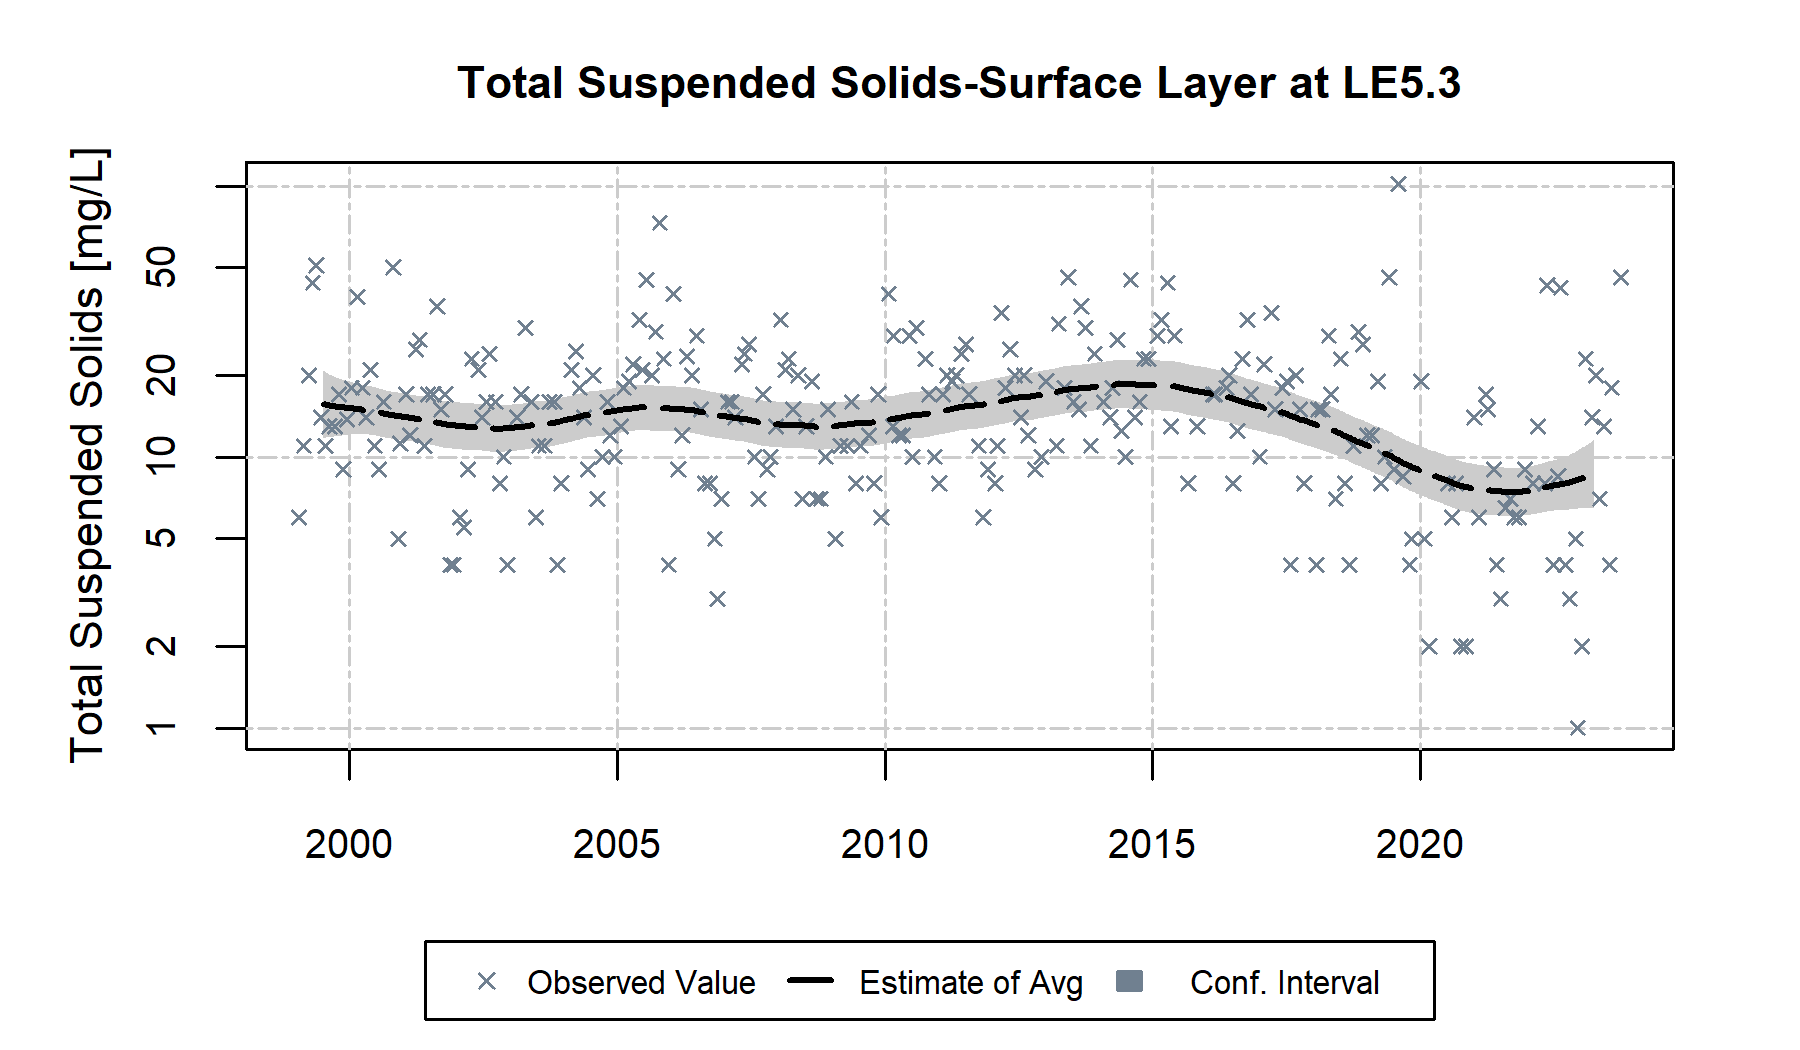 Total Suspended Solids-Surface Layer at LE5.3
Total Suspended Solids [mg/L]
50
20
10
5
2
1
2000 2005 2010 2015 2020
Observed Value Estimate of Avg Conf. Interval